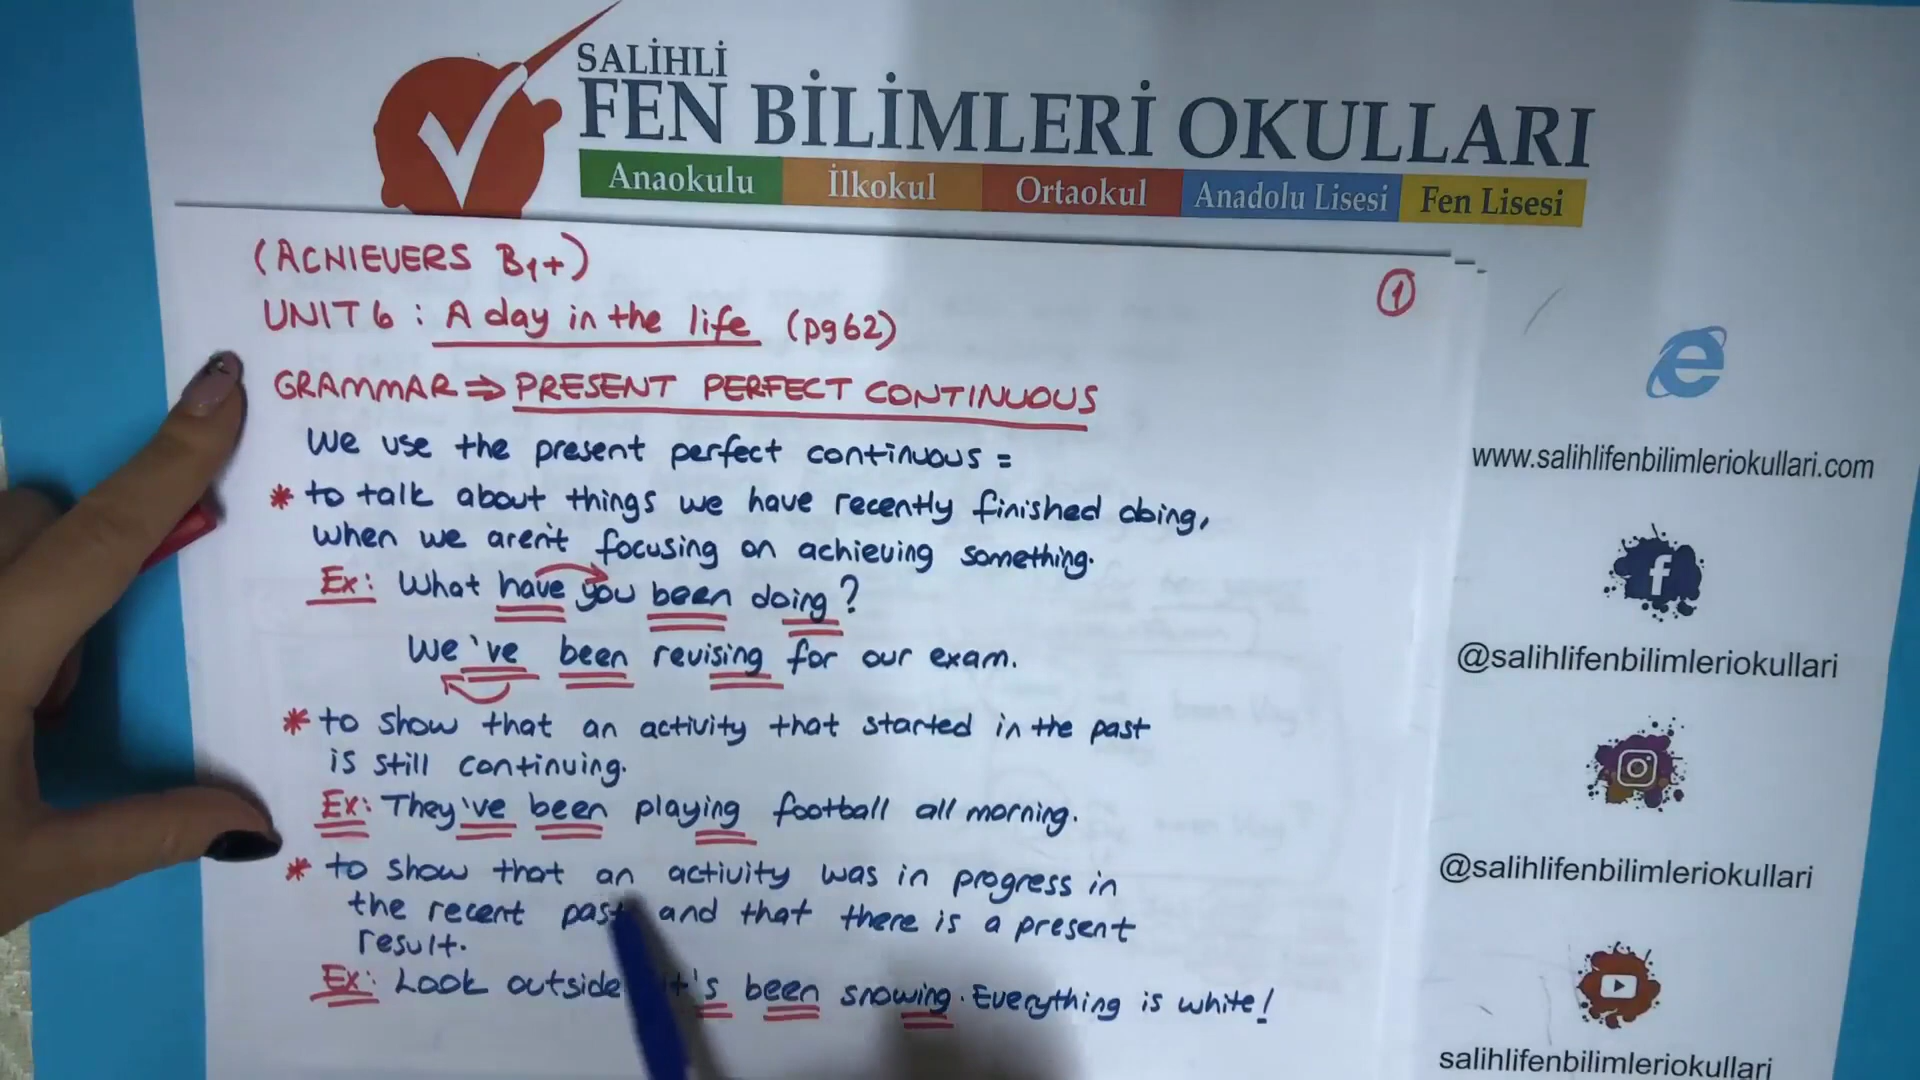 SALİHLİ
FEN BİLİMLERİ OKULLARI
Anaokulu İlkokul Ortaokul Anadolu Lisesi Fen Lisesi
(ACHIEVERS B1+)
1
UNIT 6 : A day in the life (pg62)
GRAMMAR ⇒ PRESENT PERFECT CONTINUOUS
We use the present perfect continuous =
* to talk about things we have recently finished doing,
when we aren't focusing on achieving something.
Ex: What have you been doing?
We 've been revising for our exam.
* to show that an activity that started in the past
is still continuing.
Ex: They've been playing football all morning.
* to show that an activity was in progress in
the recent past and that there is a present
result.
Ex: Look outside it's been snowing. Everything is white!
www.salihlifenbilimleriokullari.com
@salihlifenbilimleriokullari
@salihlifenbilimleriokullari
salihlifenbilimleriokullari